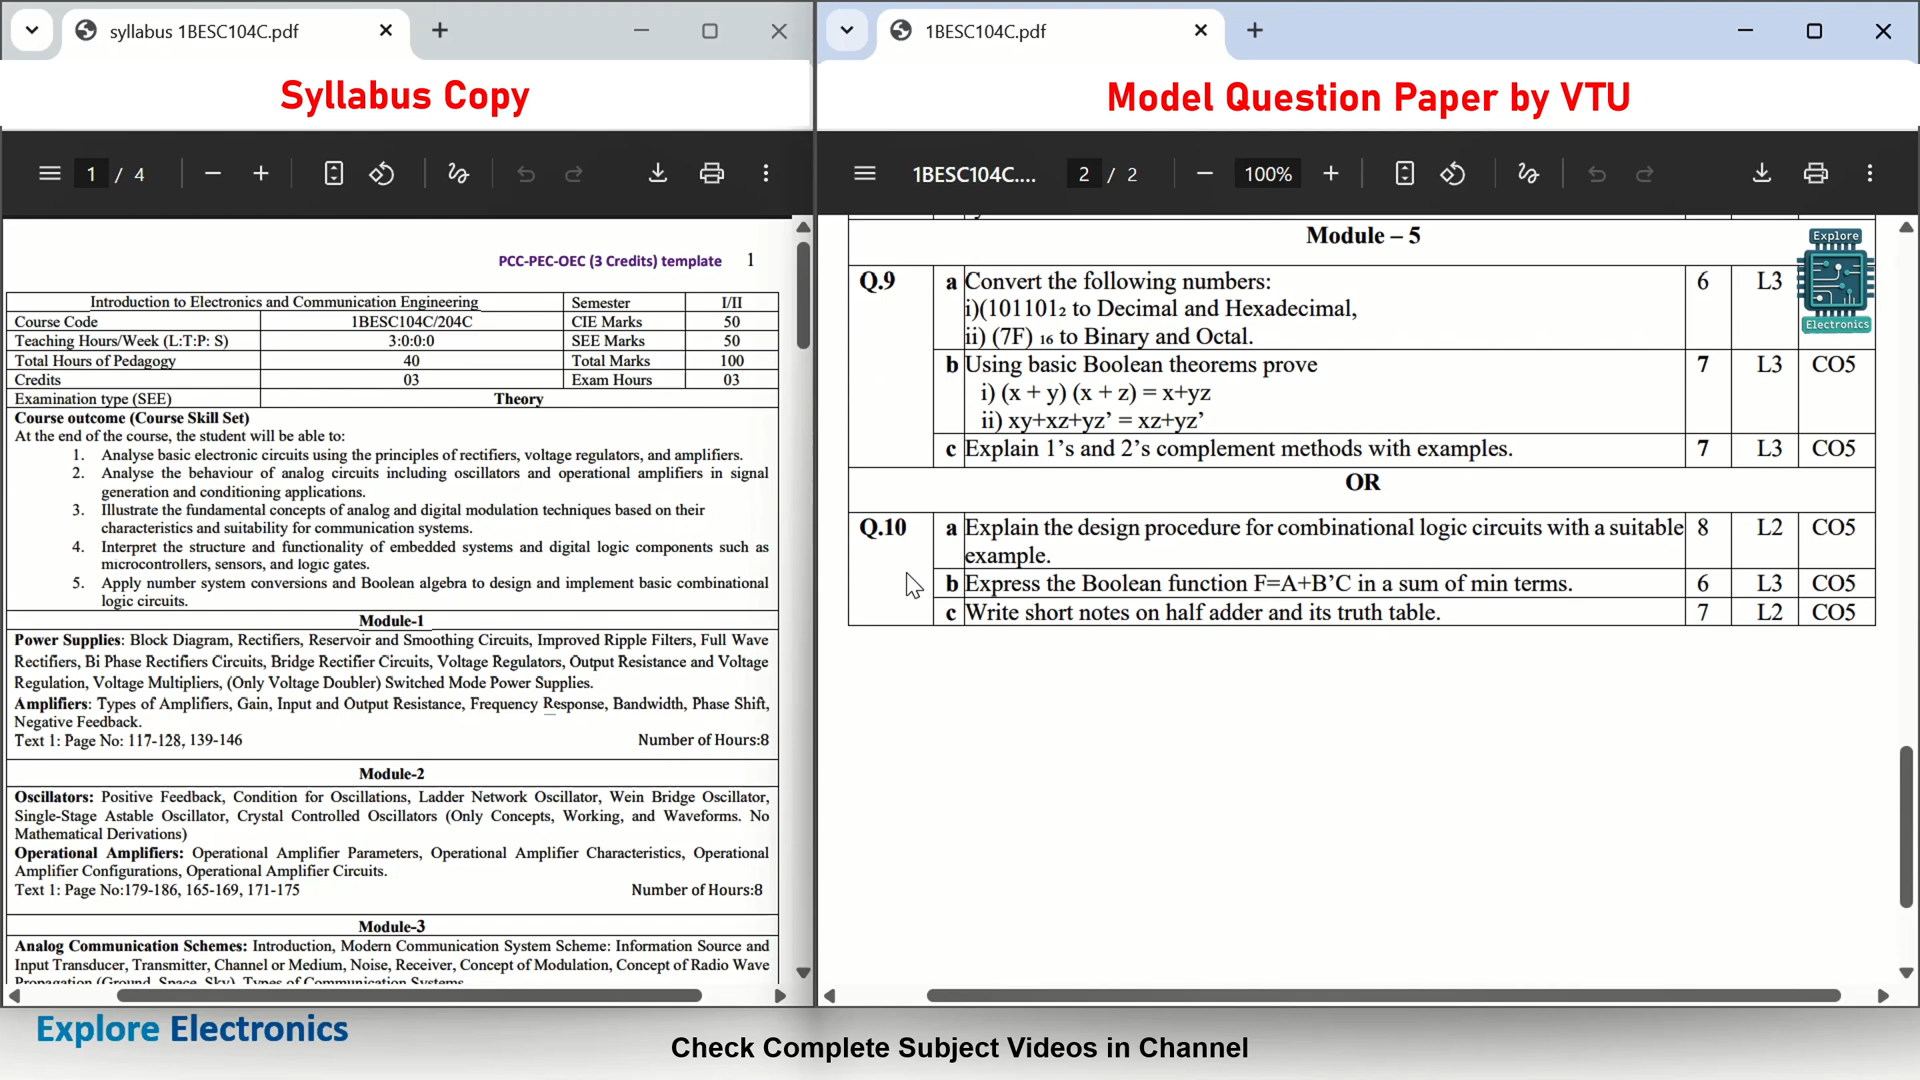 syllabus 1BESC104C.pdf
Syllabus Copy
1 / 4
PCC-PEC-OEC (3 Credits) template 1
Introduction to Electronics and Communication Engineering Semester I/II
Course Code 1BESC104C/204C CIE Marks 50
Teaching Hours/Week (L:T:P: S) 3:0:0:0 SEE Marks 50
Total Hours of Pedagogy 40 Total Marks 100
Credits 03 Exam Hours 03
Examination type (SEE) Theory
Course outcome (Course Skill Set)
At the end of the course, the student will be able to:
1. Analyse basic electronic circuits using the principles of rectifiers, voltage regulators, and amplifiers.
2. Analyse the behaviour of analog circuits including oscillators and operational amplifiers in signal
generation and conditioning applications.
3. Illustrate the fundamental concepts of analog and digital modulation techniques based on their
characteristics and suitability for communication systems.
4. Interpret the structure and functionality of embedded systems and digital logic components such as
microcontrollers, sensors, and logic gates.
5. Apply number system conversions and Boolean algebra to design and implement basic combinational
logic circuits.
Module-1
Power Supplies: Block Diagram, Rectifiers, Reservoir and Smoothing Circuits, Improved Ripple Filters, Full Wave
Rectifiers, Bi Phase Rectifiers Circuits, Bridge Rectifier Circuits, Voltage Regulators, Output Resistance and Voltage
Regulation, Voltage Multipliers, (Only Voltage Doubler) Switched Mode Power Supplies.
Amplifiers: Types of Amplifiers, Gain, Input and Output Resistance, Frequency Response, Bandwidth, Phase Shift,
Negative Feedback.
Text 1: Page No: 117-128, 139-146 Number of Hours:8
Module-2
Oscillators: Positive Feedback, Condition for Oscillations, Ladder Network Oscillator, Wein Bridge Oscillator,
Single-Stage Astable Oscillator, Crystal Controlled Oscillators (Only Concepts, Working, and Waveforms. No
Mathematical Derivations)
Operational Amplifiers: Operational Amplifier Parameters, Operational Amplifier Characteristics, Operational
Amplifier Configurations, Operational Amplifier Circuits.
Text 1: Page No:179-186, 165-169, 171-175 Number of Hours:8
Module-3
Analog Communication Schemes: Introduction, Modern Communication System Scheme: Information Source and
Input Transducer, Transmitter, Channel or Medium, Noise, Receiver, Concept of Modulation, Concept of Radio Wave
Propagation (Ground, Space, Sky), Types of Communication Systems
1BESC104C.pdf
Model Question Paper by VTU
1BESC104C.... 2 / 2 100%
Module – 5
Explore
Electronics
Q.9 a Convert the following numbers: 6 L3
i)(101101₂ to Decimal and Hexadecimal,
ii) (7F) ₁₆ to Binary and Octal.
b Using basic Boolean theorems prove 7 L3 CO5
i) (x + y) (x + z) = x+yz
ii) xy+xz+yz’ = xz+yz’
c Explain 1’s and 2’s complement methods with examples. 7 L3 CO5
OR
Q.10 a Explain the design procedure for combinational logic circuits with a suitable 8 L2 CO5
example.
b Express the Boolean function F=A+B’C in a sum of min terms. 6 L3 CO5
c Write short notes on half adder and its truth table. 7 L2 CO5
Explore Electronics
Check Complete Subject Videos in Channel